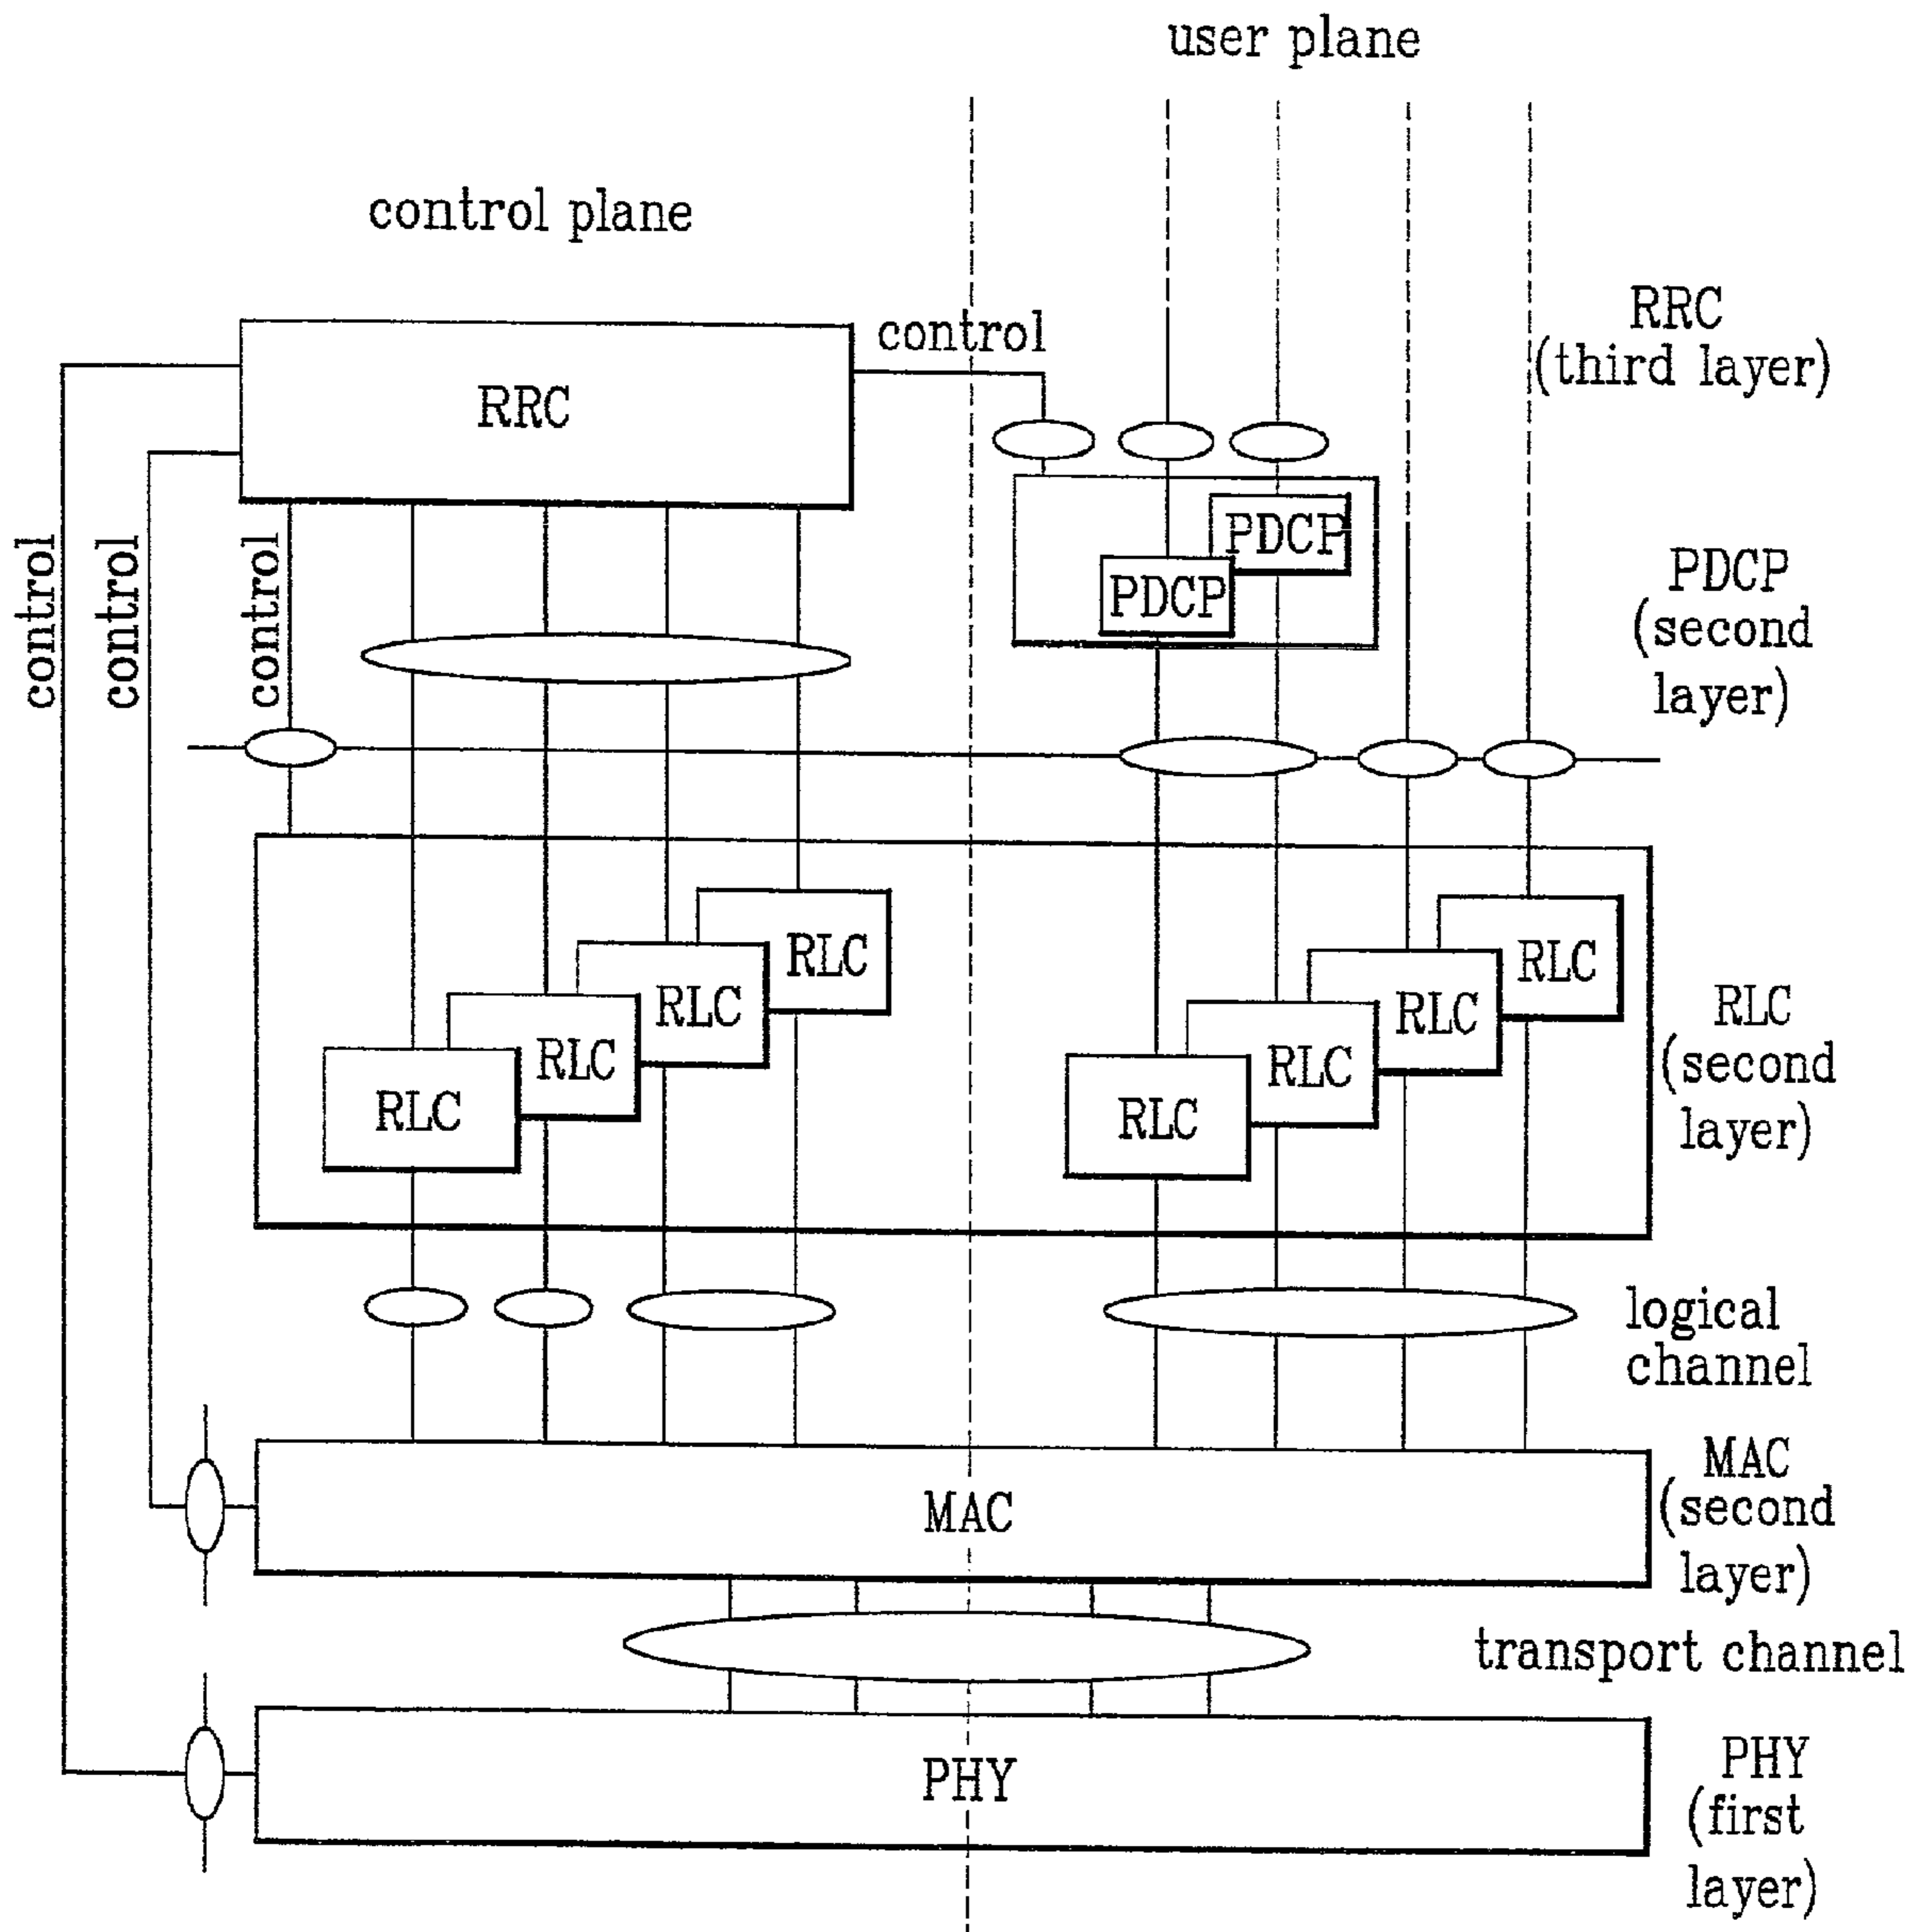 user plane
control plane
RRC
(third layer)
control
RRC
control
control
control
PDCP
PDCP
PDCP
(second
layer)
RLC
RLC
RLC
RLC
RLC
RLC
RLC
RLC
RLC
(second
layer)
logical
channel
MAC
MAC
(second
layer)
transport channel
PHY
PHY
(first
layer)